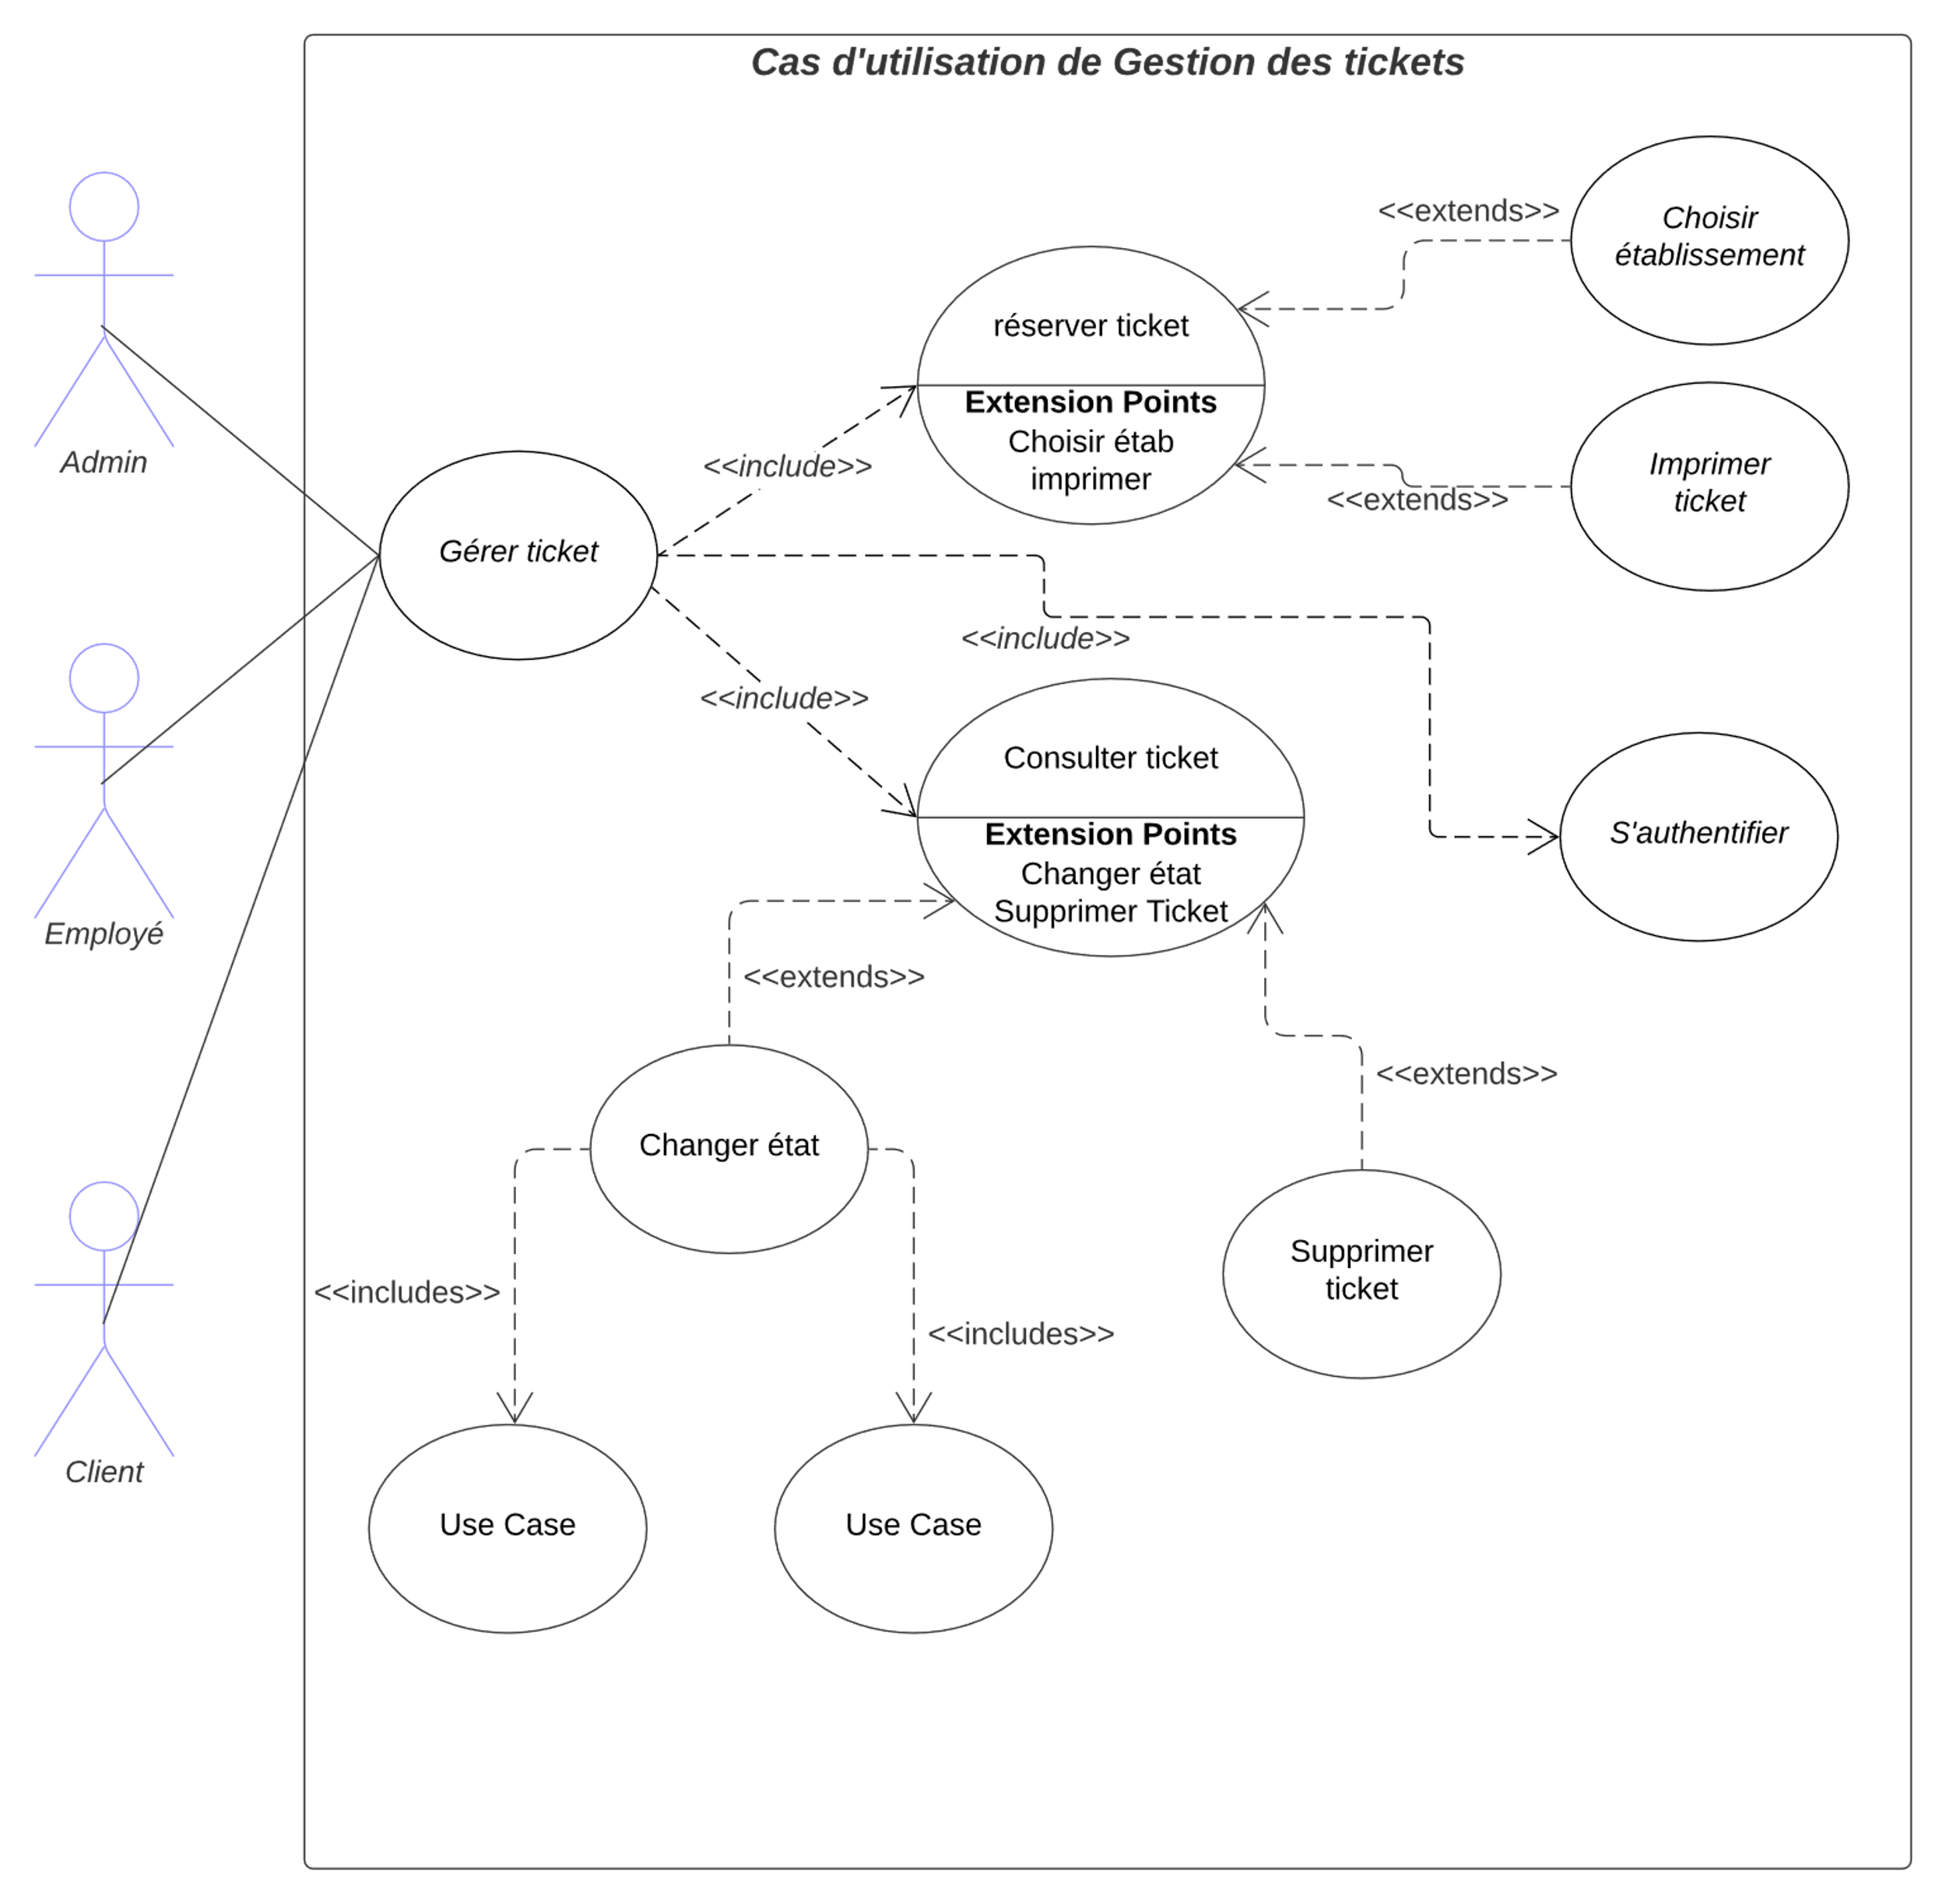 Cas d'utilisation de Gestion des tickets
<<extends>>
Choisir
établissement
réserver ticket
Extension Points
Choisir étab
imprimer
Imprimer
ticket
<<extends>>
Admin
<<include>>
Gérer ticket
<<include>>
<<include>>
Consulter ticket
Extension Points
Changer état
Supprimer Ticket
S'authentifier
Employé
<<extends>>
<<extends>>
Changer état
Supprimer
ticket
<<includes>>
<<includes>>
Client
Use Case
Use Case